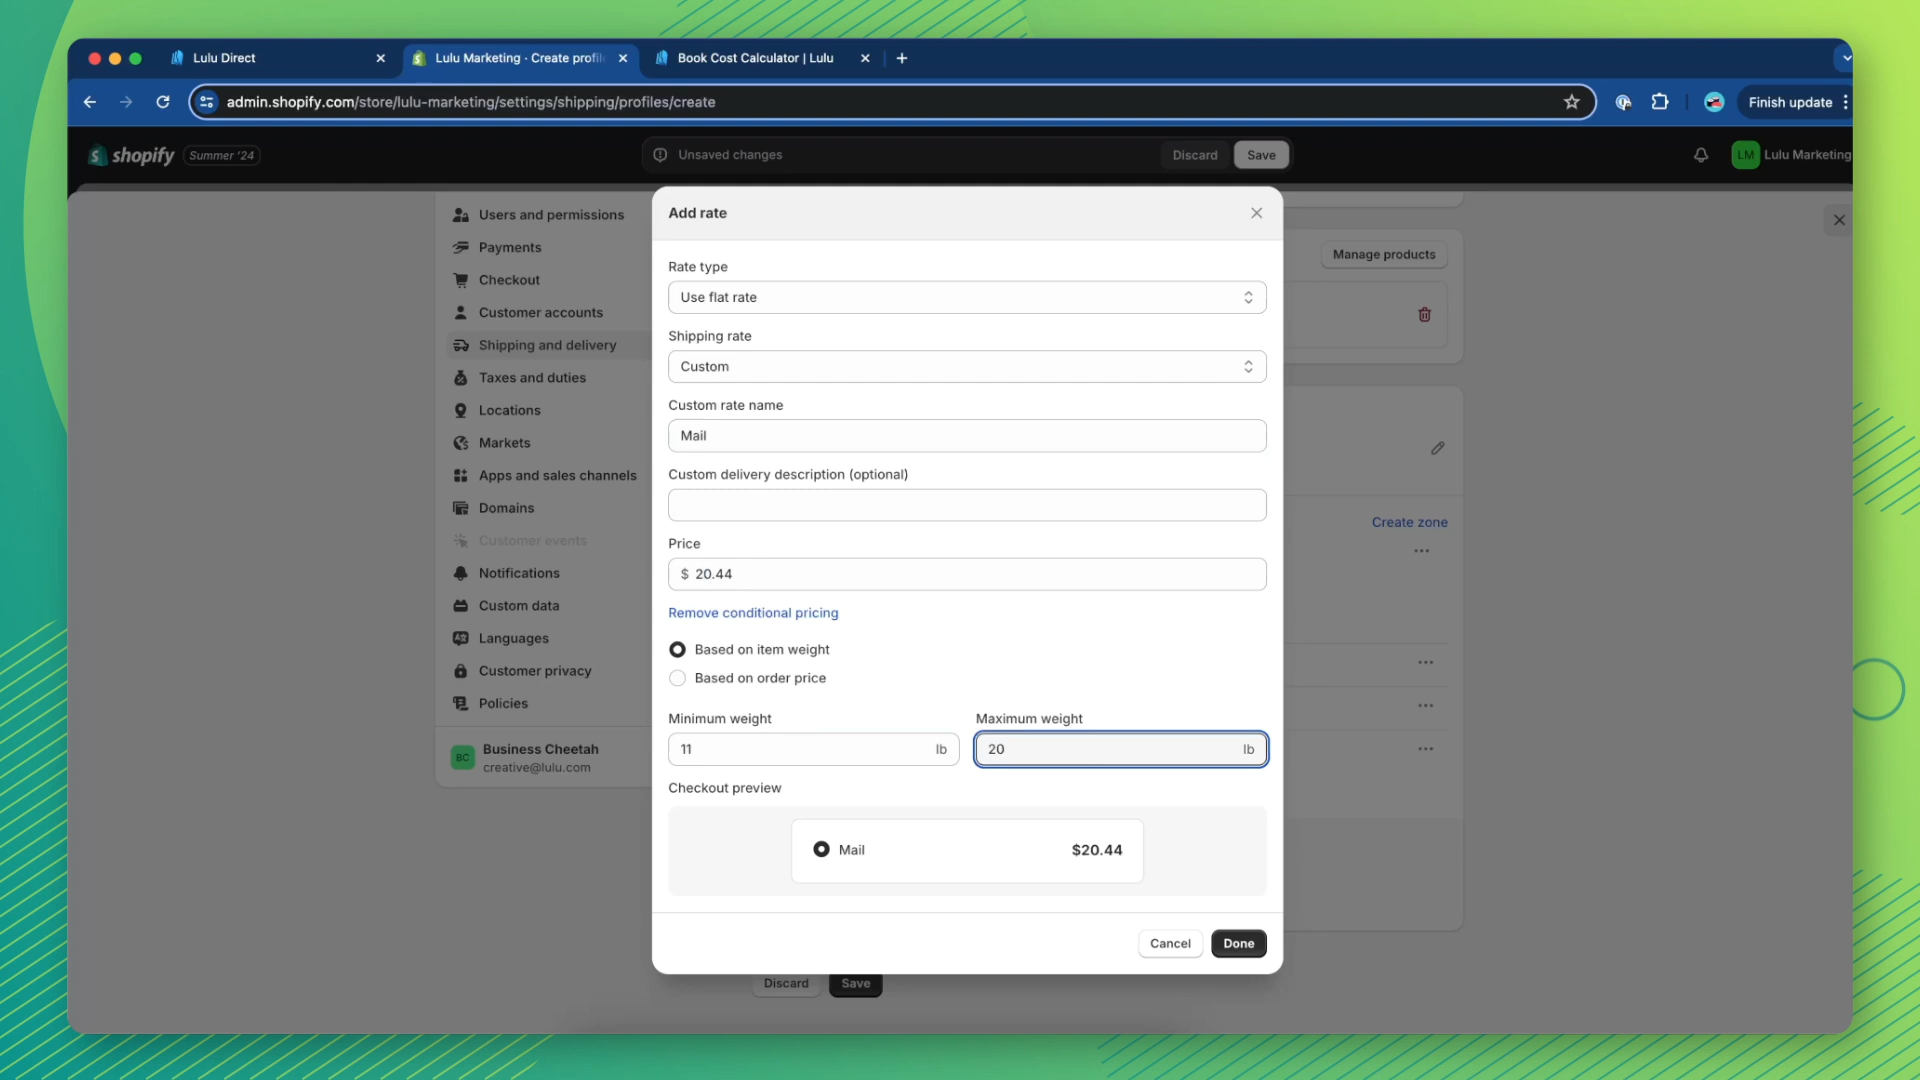 Lulu Direct
Lulu Marketing · Create profil
Book Cost Calculator | Lulu
admin.shopify.com/store/lulu-marketing/settings/shipping/profiles/create
Finish update
shopify
Summer '24
Unsaved changes
Discard
Save
LM
Lulu Marketing
Users and permissions
Payments
Checkout
Customer accounts
Shipping and delivery
Taxes and duties
Locations
Markets
Apps and sales channels
Domains
Customer events
Notifications
Custom data
Languages
Customer privacy
Policies
BC
Business Cheetah
creative@lulu.com
Add rate
Rate type
Use flat rate
Shipping rate
Custom
Custom rate name
Mail
Custom delivery description (optional)
Price
$ 20.44
Remove conditional pricing
Based on item weight
Based on order price
Minimum weight
Maximum weight
11 lb
20 lb
Checkout preview
Mail
$20.44
Cancel
Done
Manage products
Create zone
Discard
Save